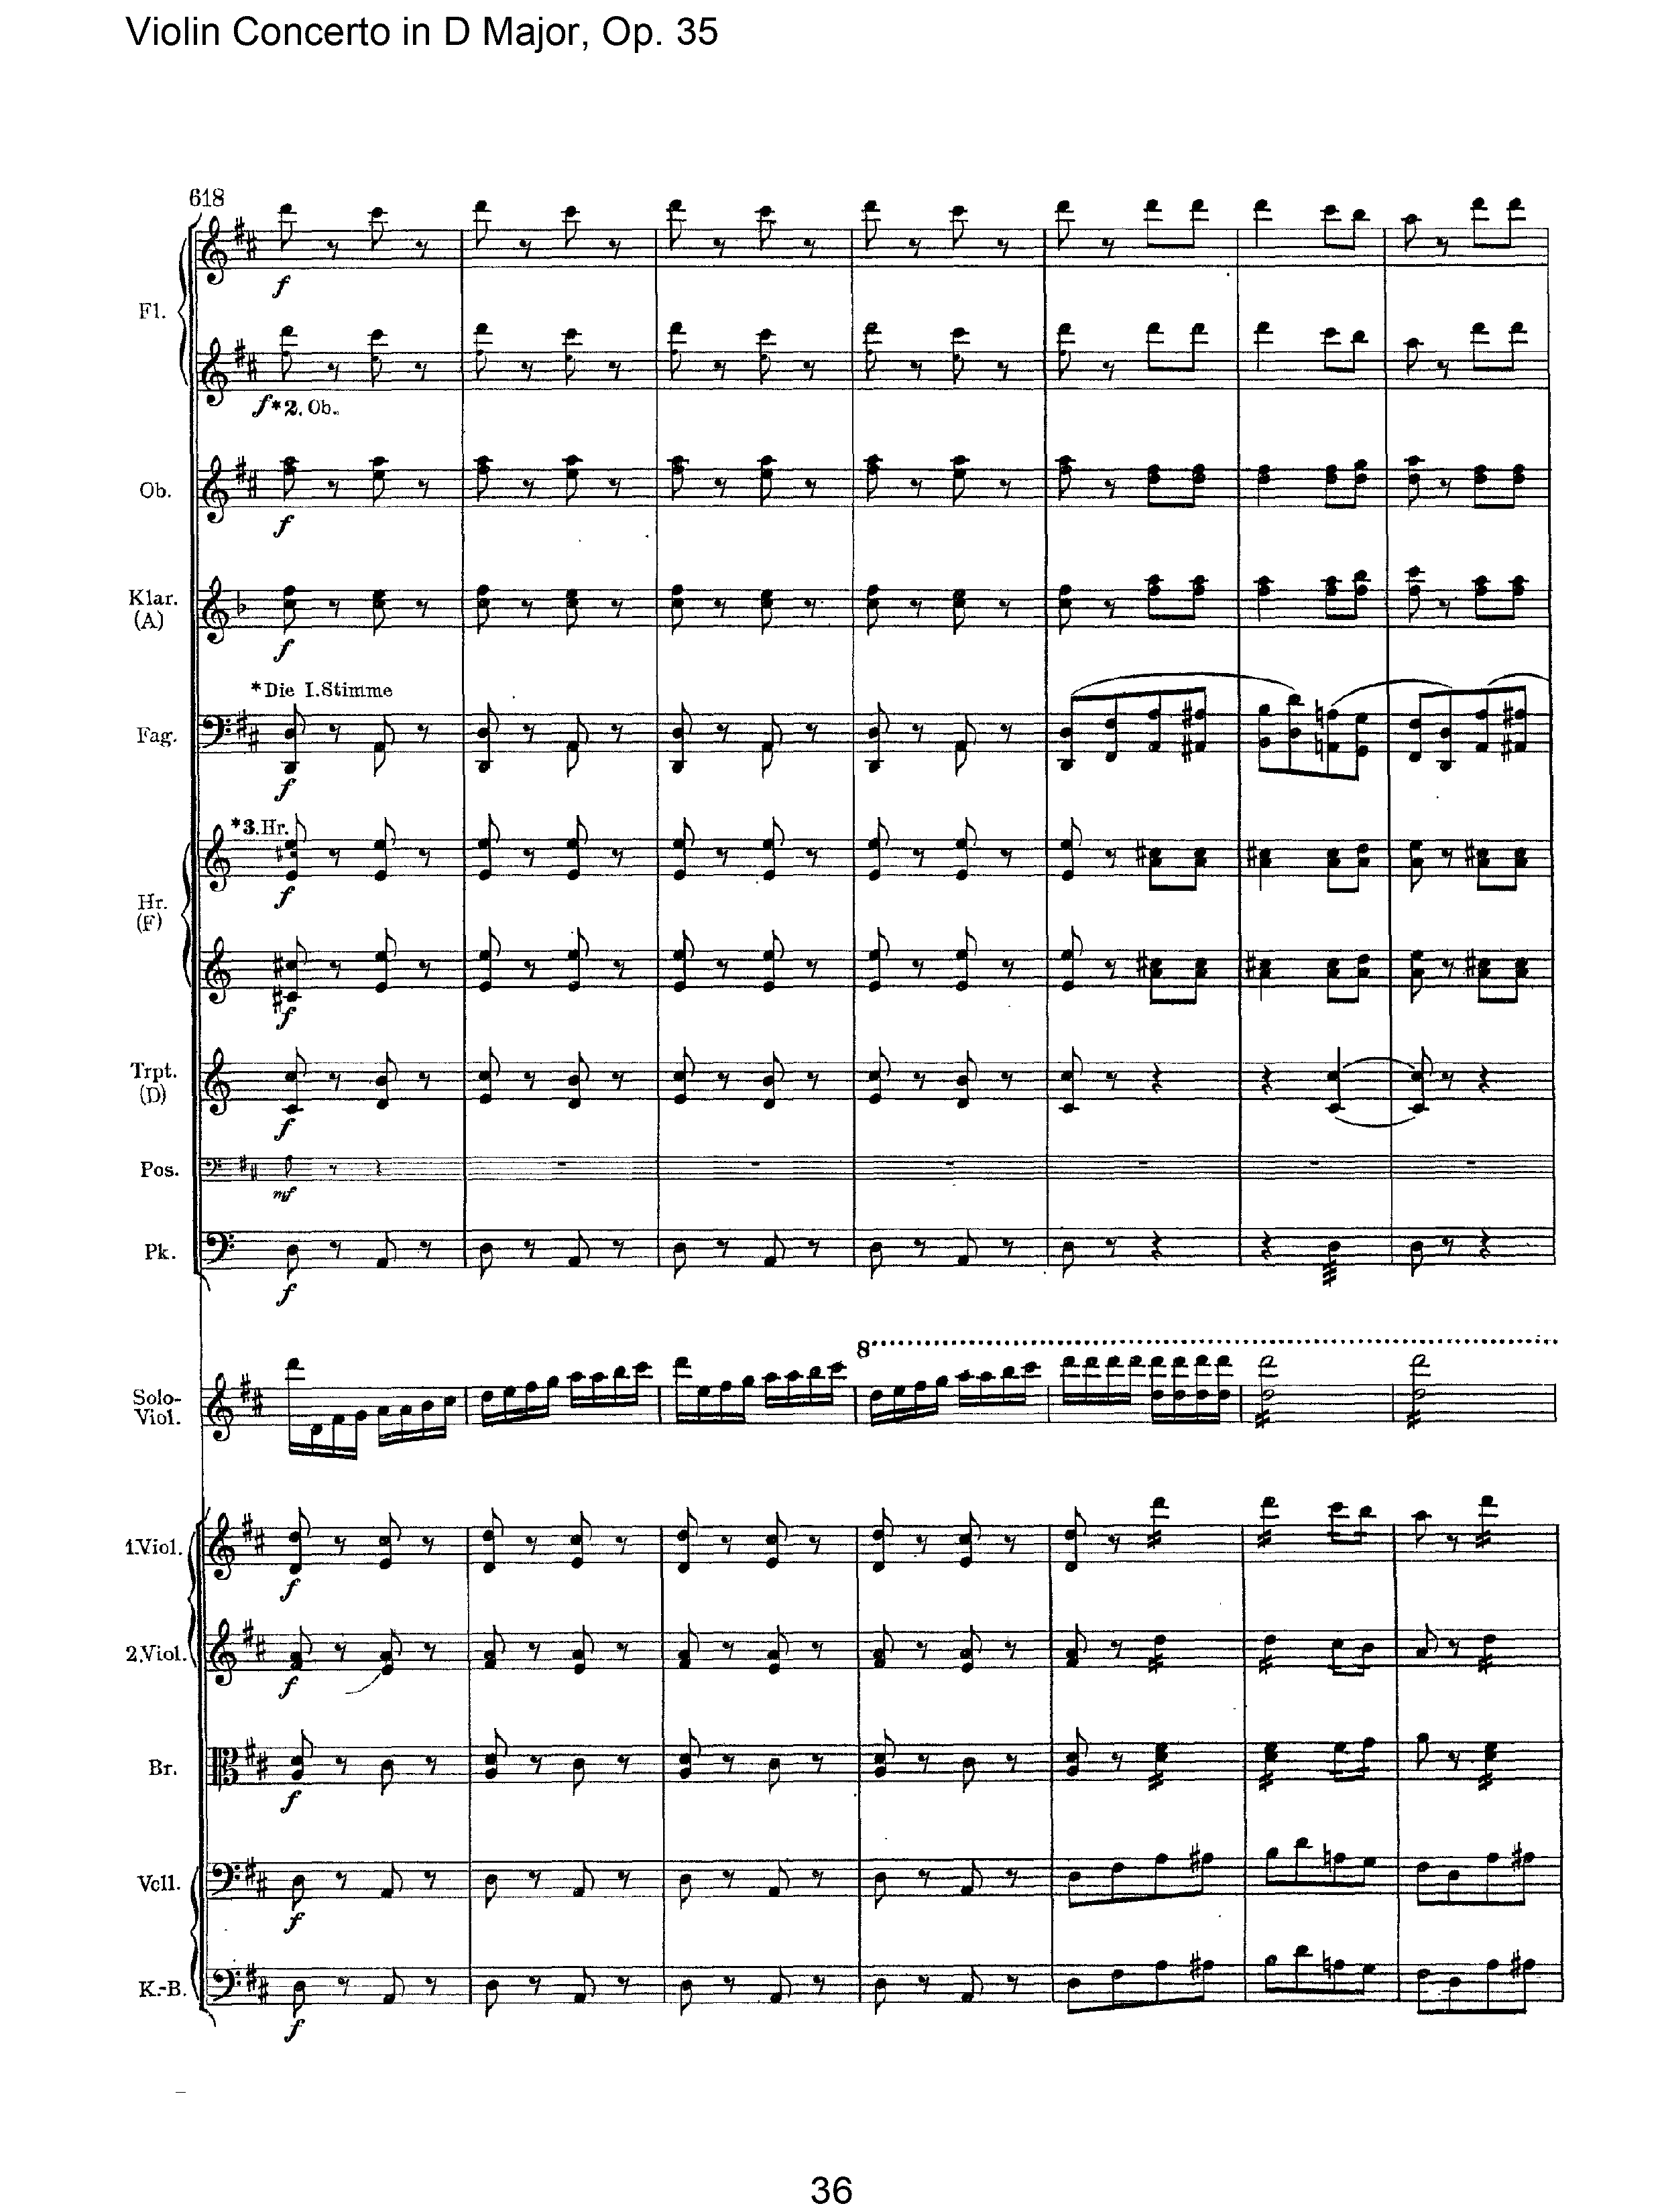 Violin Concerto in D Major, Op. 35
618
Fl.
f
f*2. Ob.
Ob.
f
Klar.
(A)
f
*Die I. Stimme
Fag.
f
*3. Hr.
Hr.
(F)
f
f
Trpt.
(D)
f
Pos.
mf
Pk.
f
8
Solo-
Viol.
1.Viol.
f
2.Viol.
f
Br.
f
Vcll.
f
K.-B.
f
36